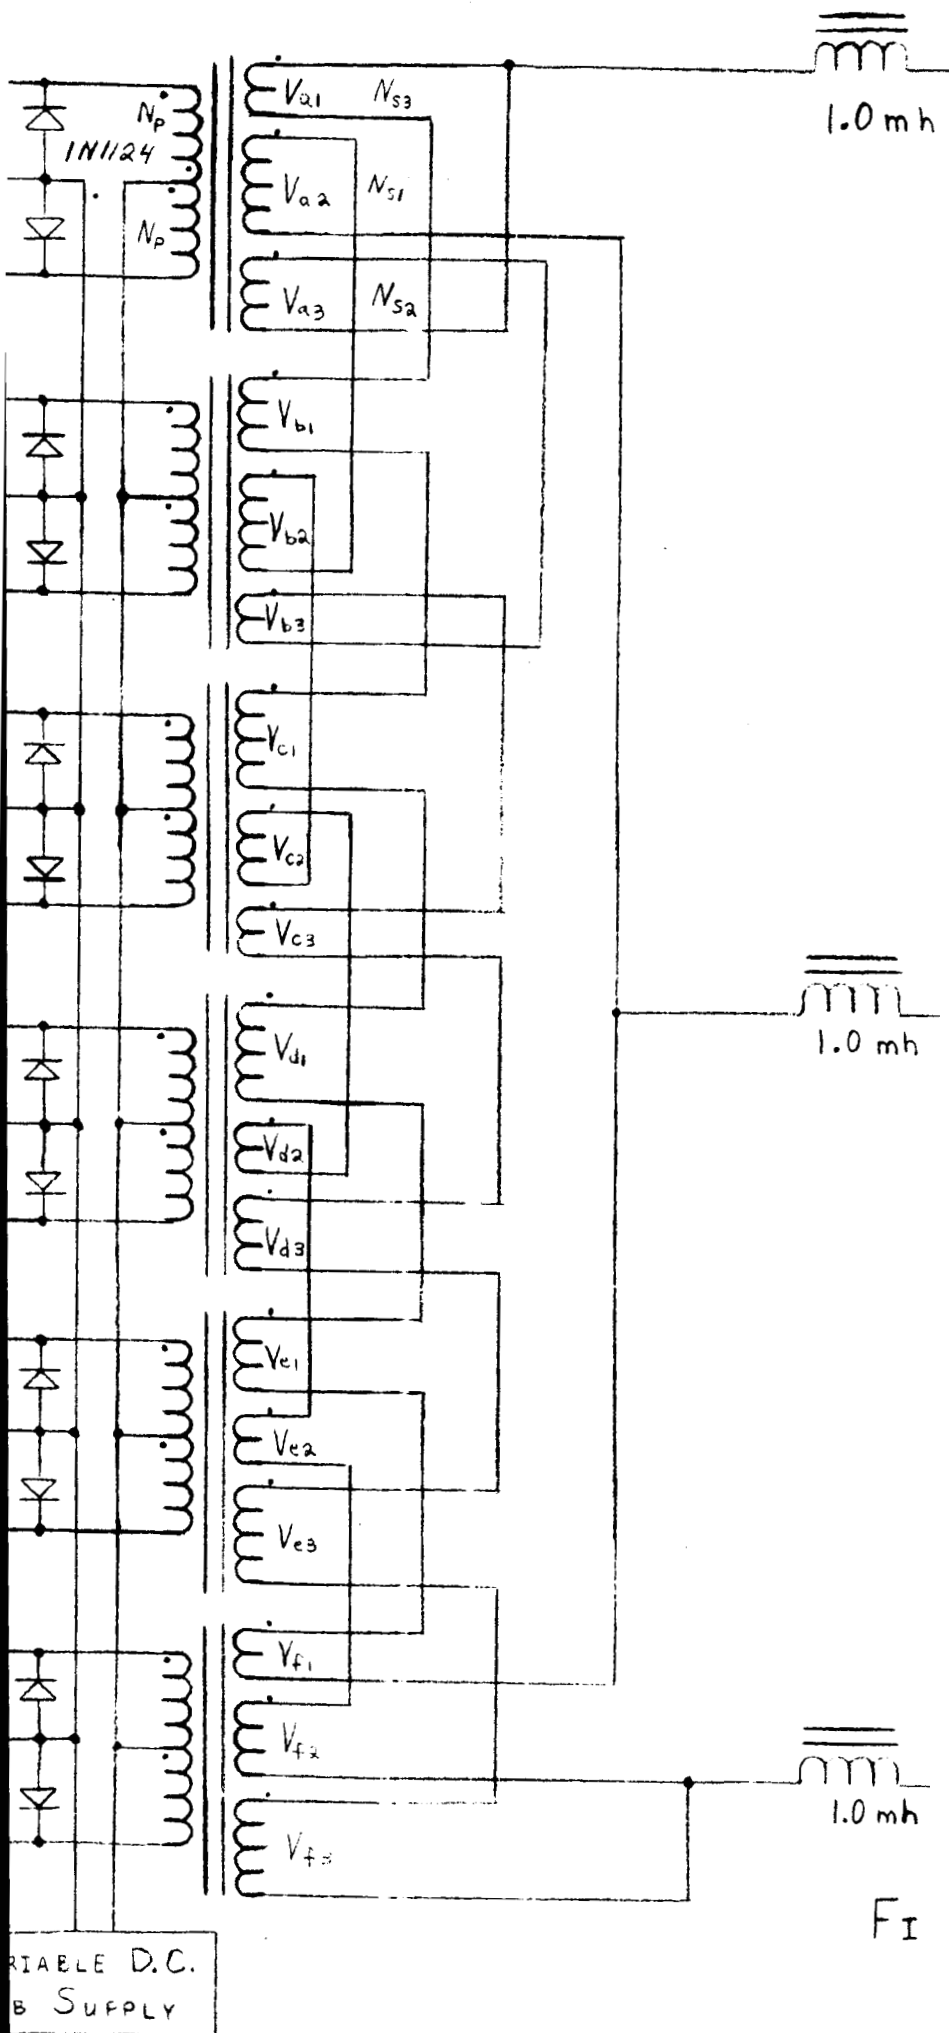 1.0 mh
Np
1N1124
Np
Va1 Ns3
Va2 Ns1
Va3 Ns2
Vb1
Vb2
Vb3
Vc1
Vc2
Vc3
1.0 mh
Vd1
Vd2
Vd3
Ve1
Ve2
Ve3
Vf1
Vf2
1.0 mh
Vf3
FI
RIABLE D.C.
B SUPPLY